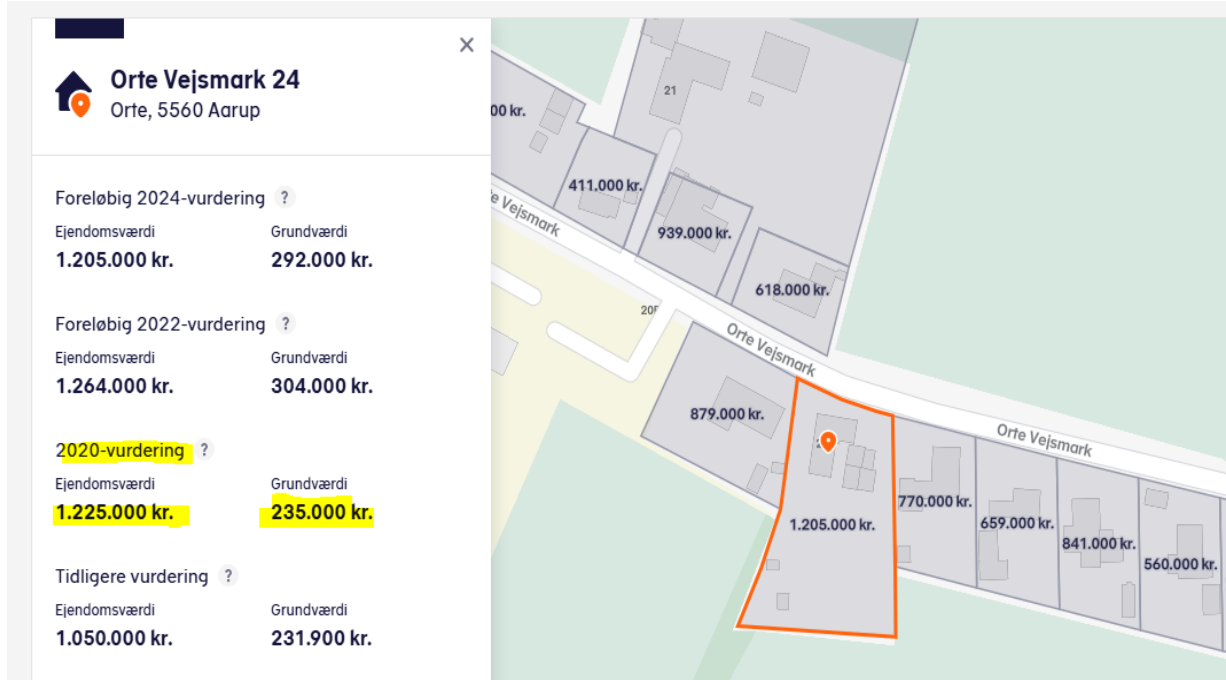 Orte Vejsmark 24
Orte, 5560 Aarup
Foreløbig 2024-vurdering ?
Ejendomsværdi Grundværdi
1.205.000 kr. 292.000 kr.
Foreløbig 2022-vurdering ?
Ejendomsværdi Grundværdi
1.264.000 kr. 304.000 kr.
2020-vurdering ?
Ejendomsværdi Grundværdi
1.225.000 kr. 235.000 kr.
Tidligere vurdering ?
Ejendomsværdi Grundværdi
1.050.000 kr. 231.900 kr.
21
00 kr.
411.000 kr.
Vejsmark
939.000 kr.
618.000 kr.
Orte Vejsmark
879.000 kr.
1.205.000 kr.
Orte Vejsmark
770.000 kr.
659.000 kr.
841.000 kr.
560.000 kr.